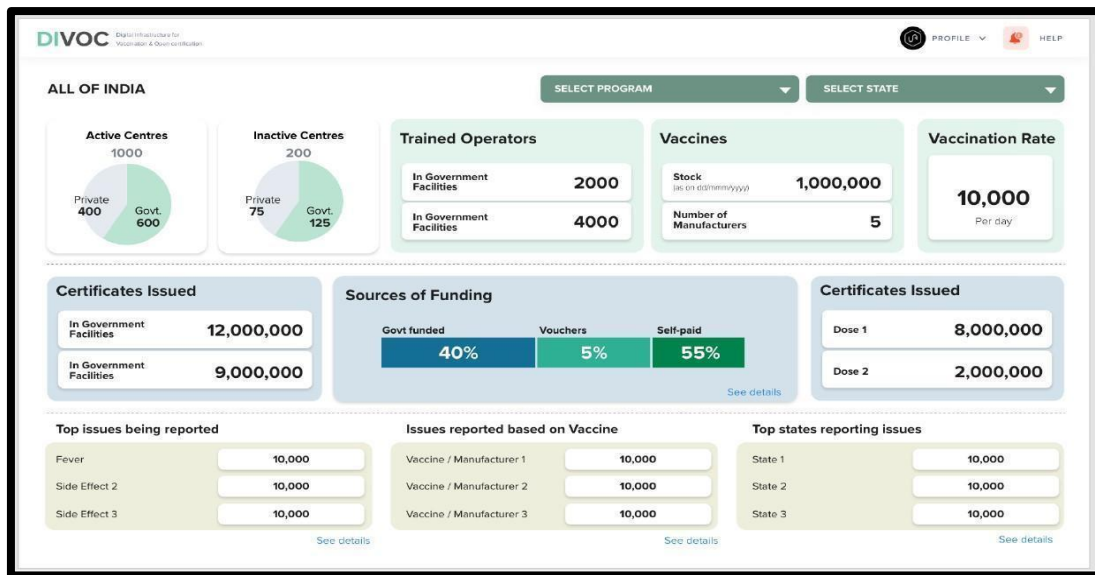 DIVOC
Digital Infrastructure for
Vaccination & Open certification
PROFILE
HELP
ALL OF INDIA
SELECT PROGRAM
SELECT STATE
Active Centres
1000
Private
400
Govt.
600
Inactive Centres
200
Private
75
Govt.
125
Trained Operators
In Government
Facilities
2000
In Government
Facilities
4000
Vaccines
Stock
(as on dd/mmm/yyyy)
1,000,000
Number of
Manufacturers
5
Vaccination Rate
10,000
Per day
Certificates Issued
In Government
Facilities
12,000,000
In Government
Facilities
9,000,000
Sources of Funding
Govt funded
Vouchers
Self-paid
40%
5%
55%
See details
Certificates Issued
Dose 1
8,000,000
Dose 2
2,000,000
Top issues being reported
Fever
10,000
Side Effect 2
10,000
Side Effect 3
10,000
See details
Issues reported based on Vaccine
Vaccine / Manufacturer 1
10,000
Vaccine / Manufacturer 2
10,000
Vaccine / Manufacturer 3
10,000
See details
Top states reporting issues
State 1
10,000
State 2
10,000
State 3
10,000
See details